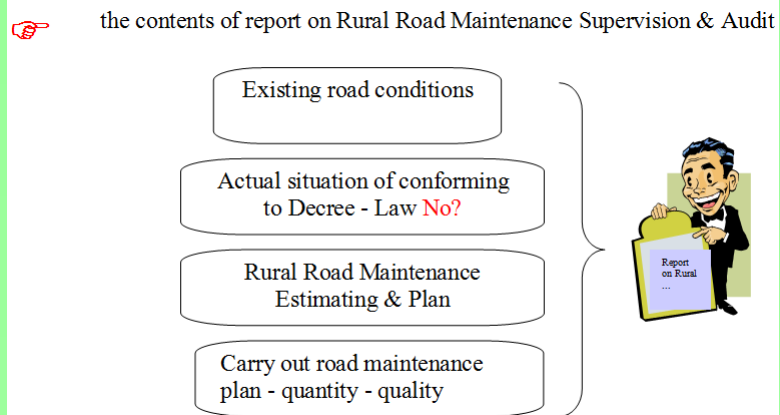 the contents of report on Rural Road Maintenance Supervision & Audit
Existing road conditions
Actual situation of conforming
to Decree - Law No?
Rural Road Maintenance
Estimating & Plan
Carry out road maintenance
plan - quantity - quality
Report
on Rural
...